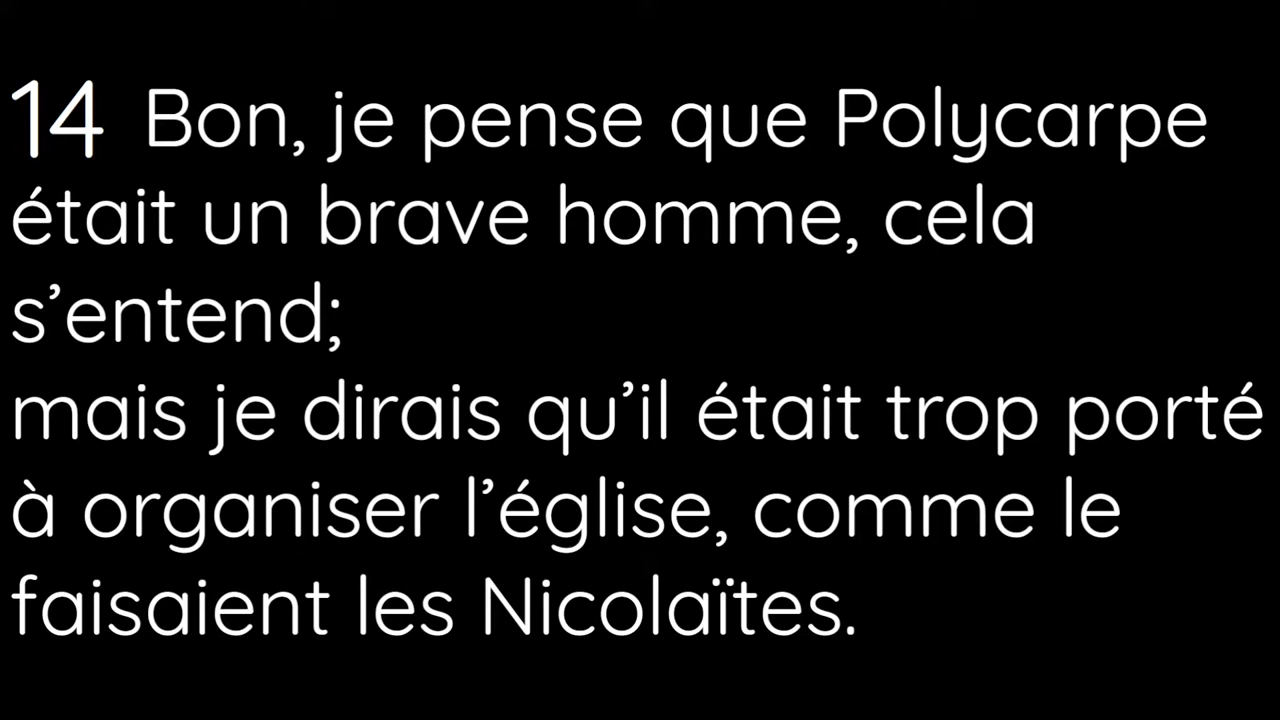 14 Bon, je pense que Polycarpe
était un brave homme, cela
s’entend;
mais je dirais qu’il était trop porté
à organiser l’église, comme le
faisaient les Nicolaïtes.